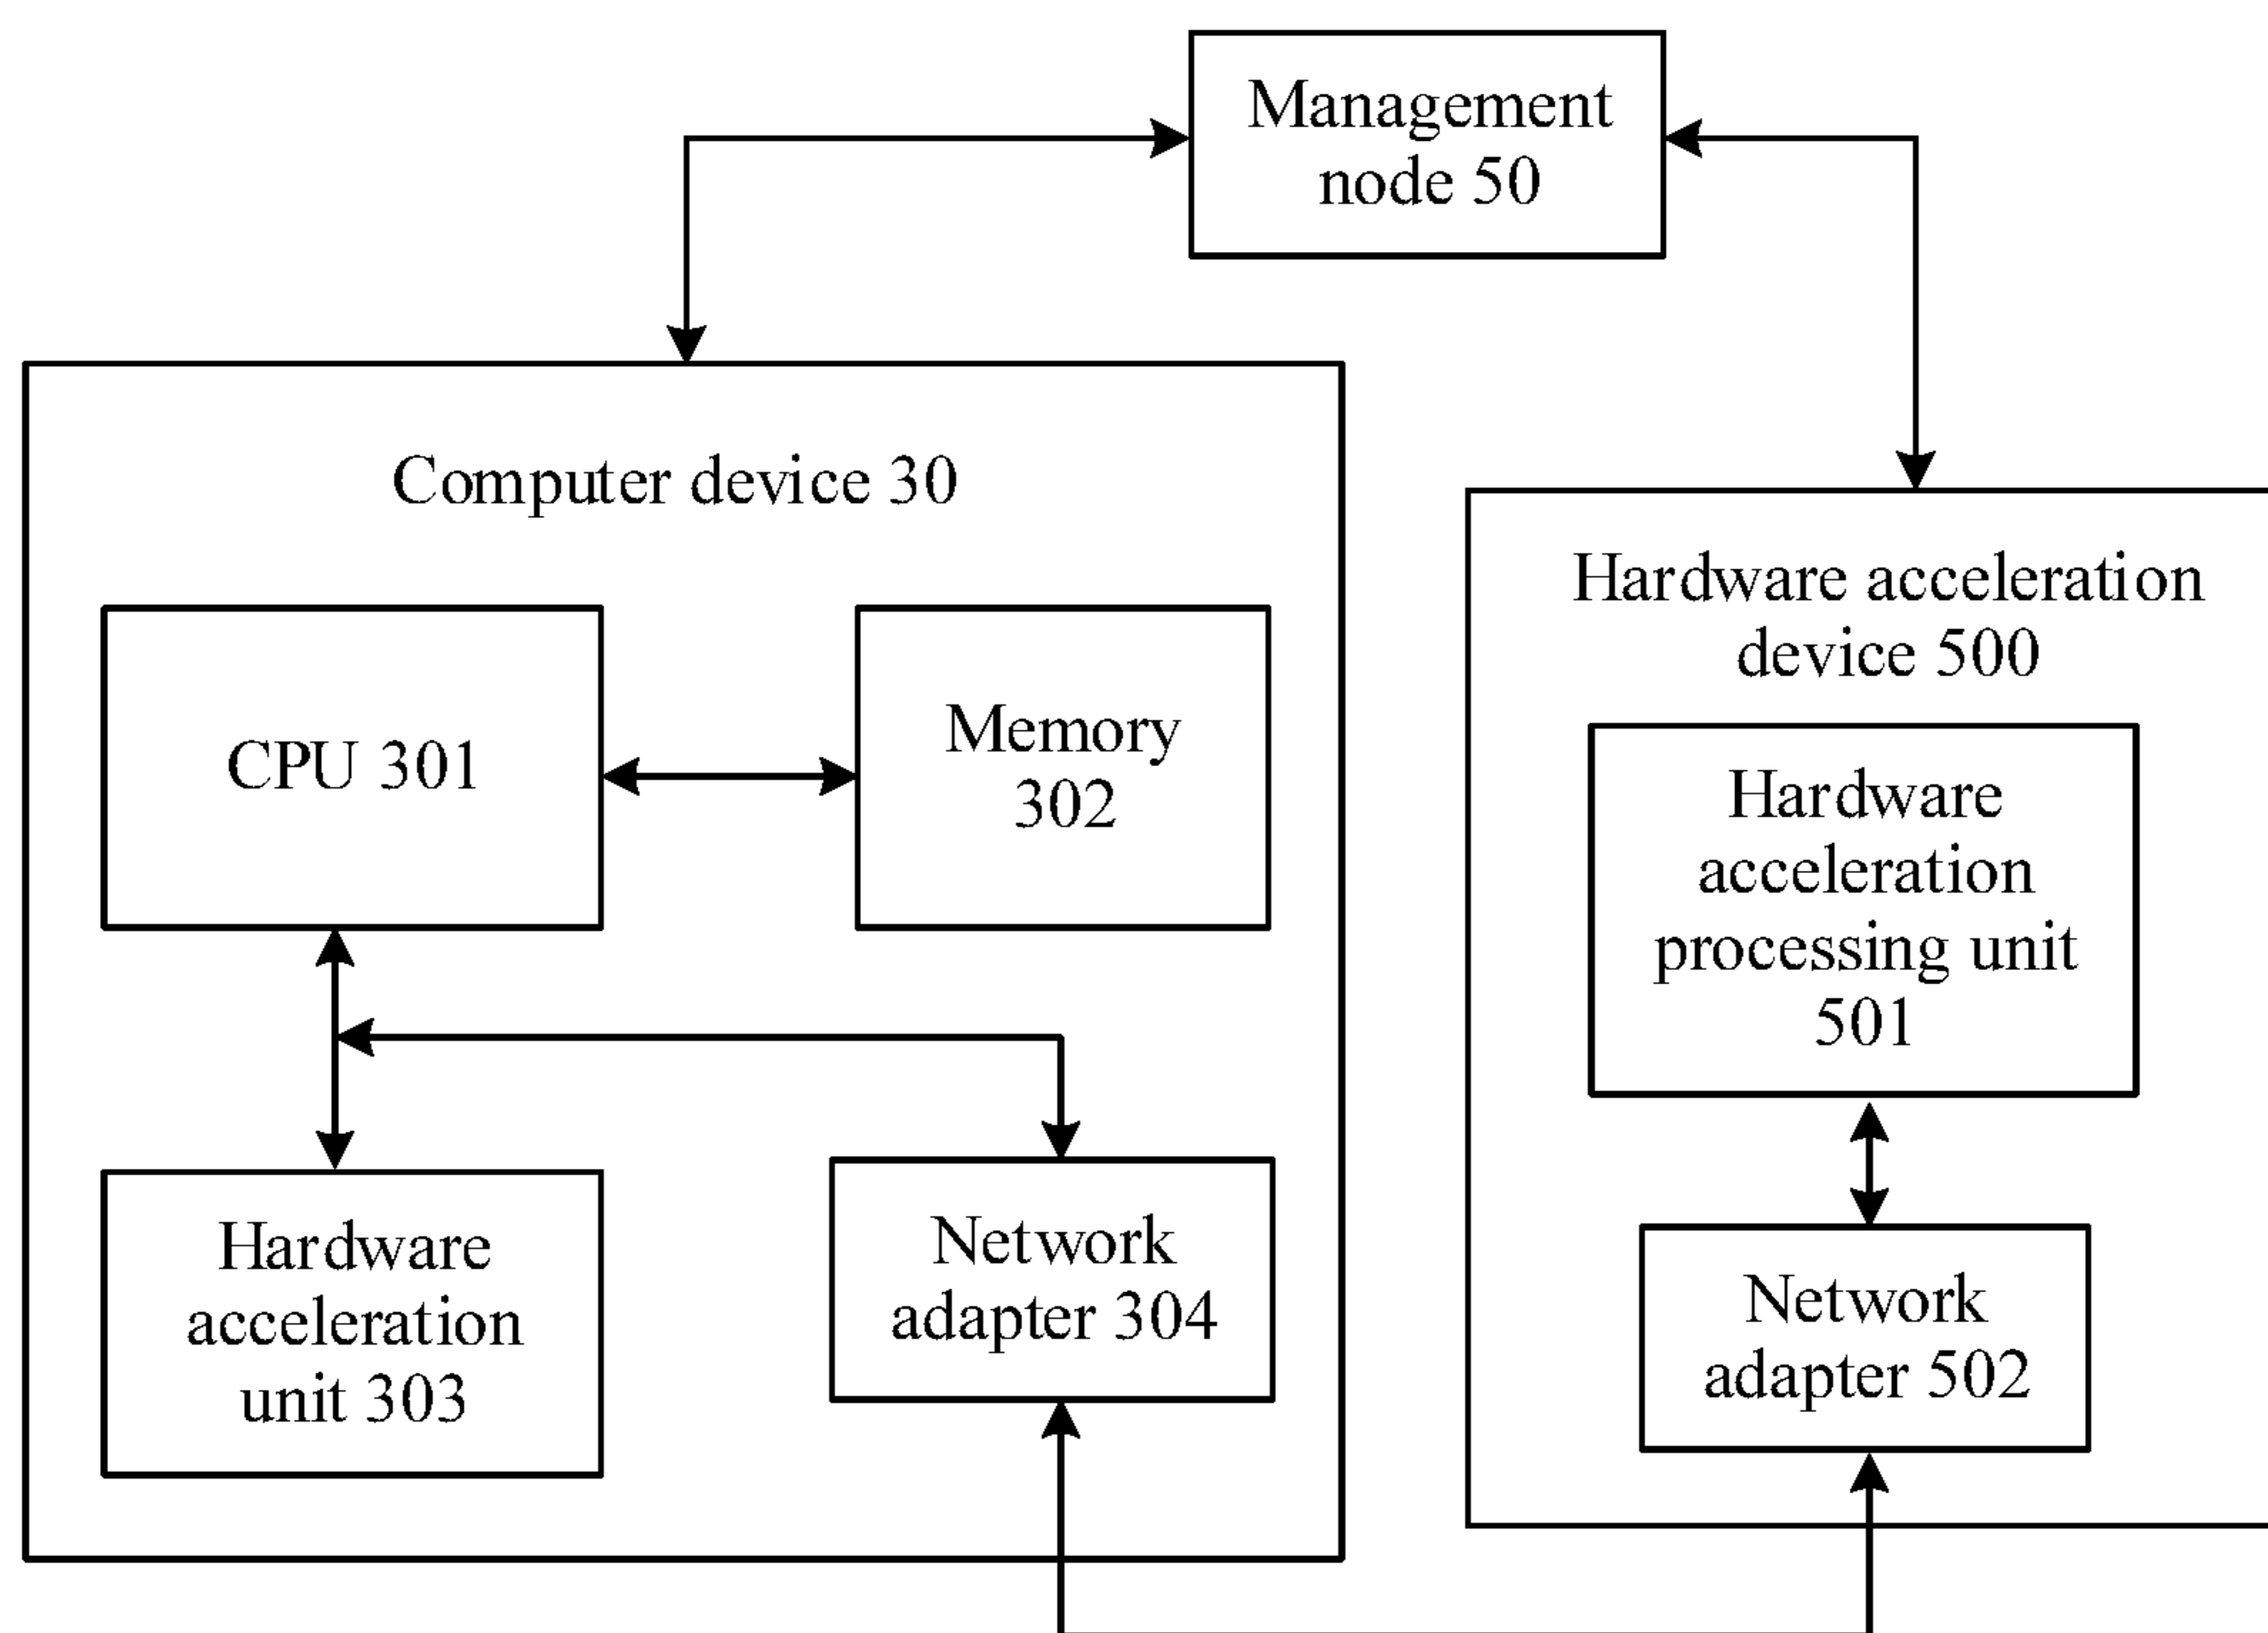 Management
node 50
Computer device 30
CPU 301
Memory
302
Hardware
acceleration
unit 303
Network
adapter 304
Hardware acceleration
device 500
Hardware
acceleration
processing unit
501
Network
adapter 502